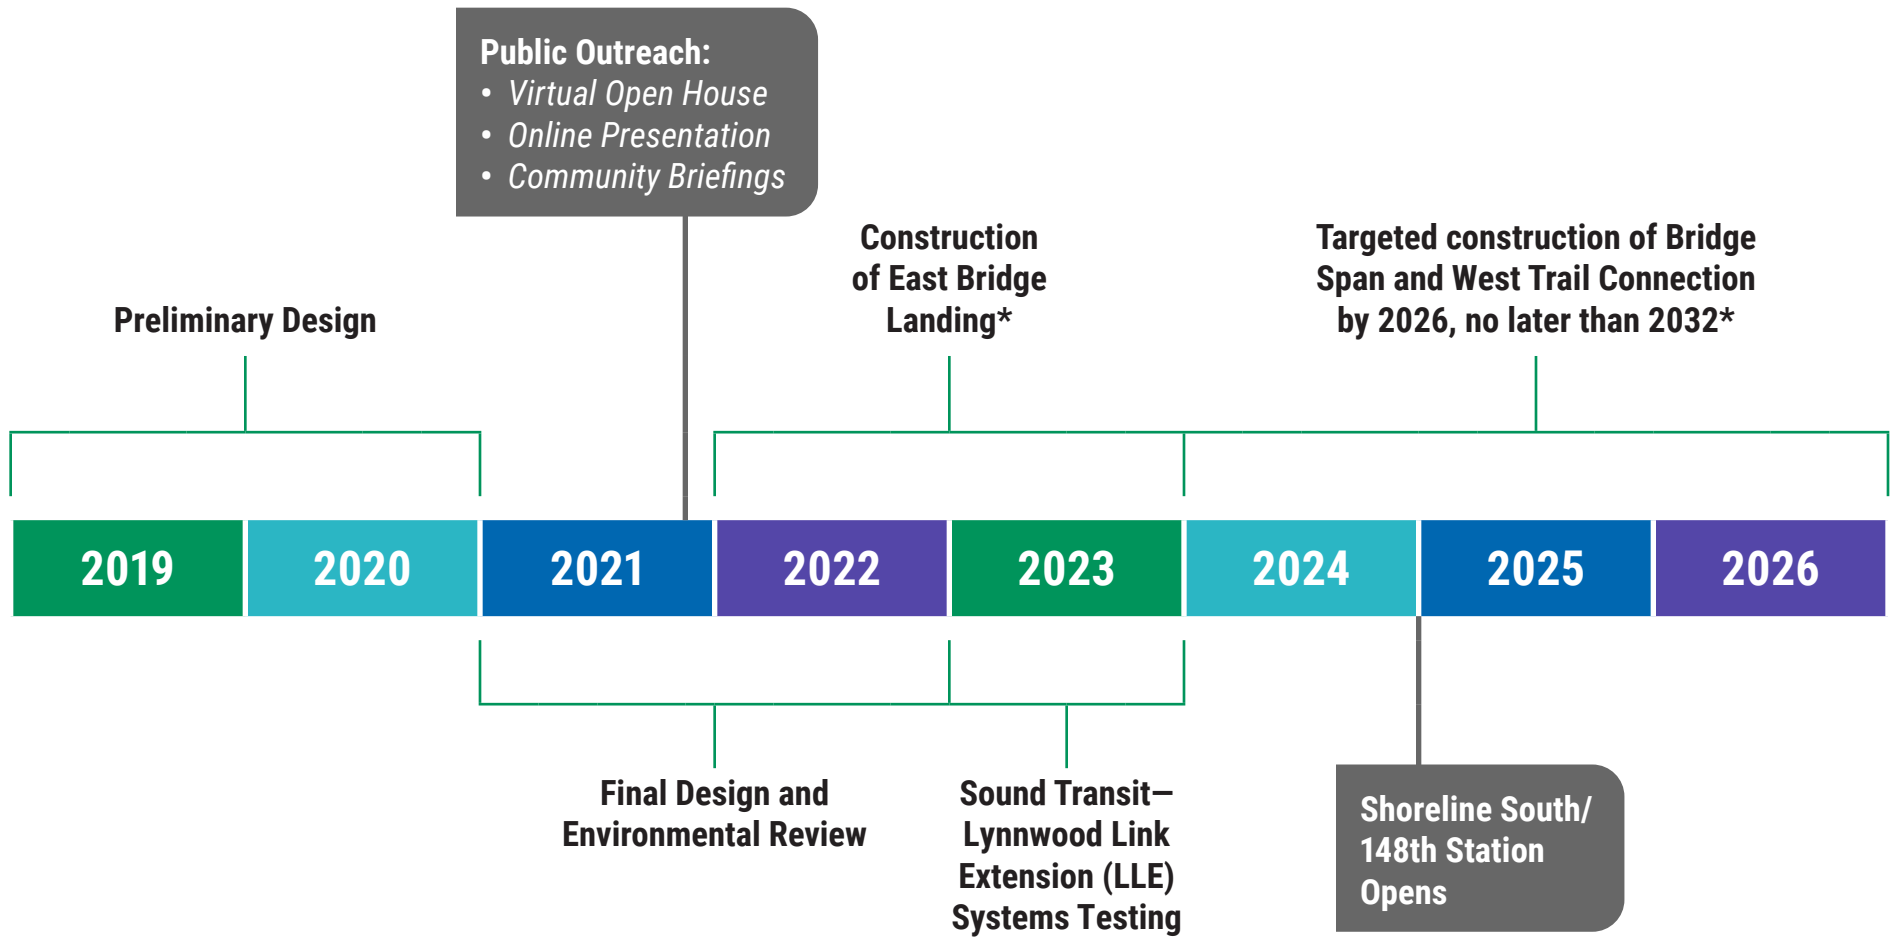 Public Outreach:
• Virtual Open House
• Online Presentation
• Community Briefings
Preliminary Design
Construction
of East Bridge
Landing*
Targeted construction of Bridge
Span and West Trail Connection
by 2026, no later than 2032*
2019
2020
2021
2022
2023
2024
2025
2026
Final Design and
Environmental Review
Sound Transit—
Lynnwood Link
Extension (LLE)
Systems Testing
Shoreline South/
148th Station
Opens